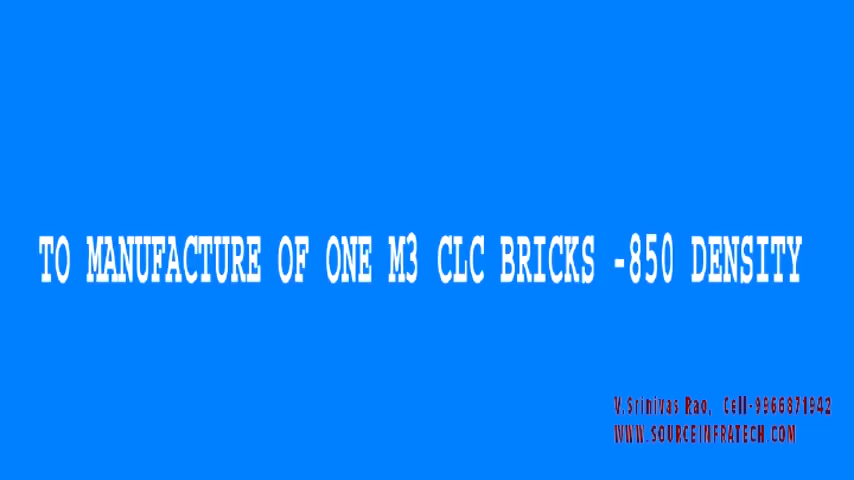 TO MANUFACTURE OF ONE M3 CLC BRICKS -850 DENSITY
V.Srinivas Rao, Cell-9966871942
WWW.SOURCEINFRATECH.COM